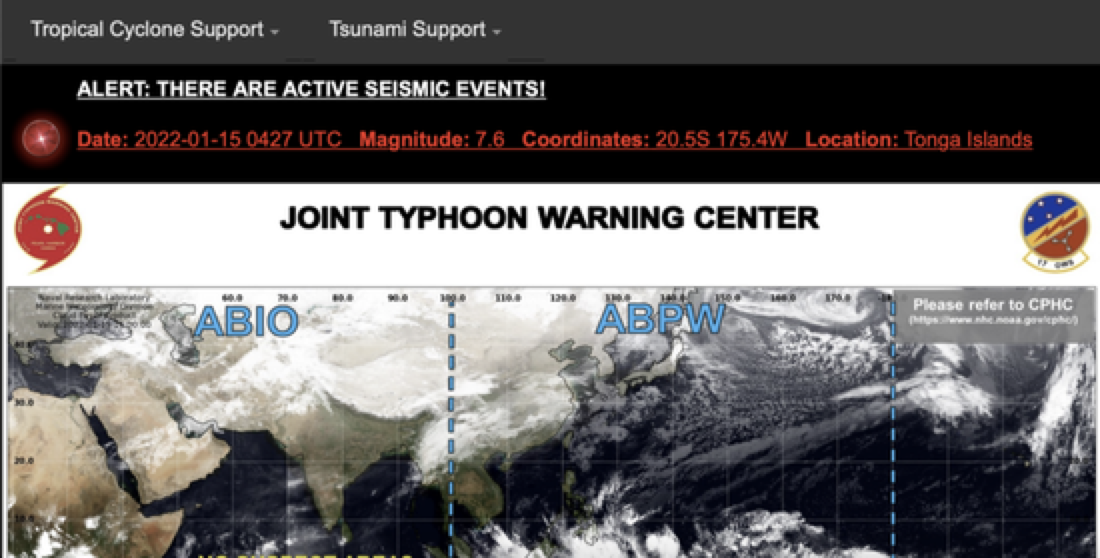 Tropical Cyclone Support Tsunami Support
ALERT: THERE ARE ACTIVE SEISMIC EVENTS!
Date: 2022-01-15 0427 UTC Magnitude: 7.6 Coordinates: 20.5S 175.4W Location: Tonga Islands
JOINT TYPHOON WARNING CENTER
17 OWS
Naval Research Laboratory
60.0 70.0 80.0 90.0 100.0 110.0 120.0 130.0 140.0 150.0 160.0 170.0
Please refer to CPHC
(https://www.nhc.noaa.gov/cphc/)
ABIO ABPW
30.0
20.0
10.0
NO SUSPECT AREAS